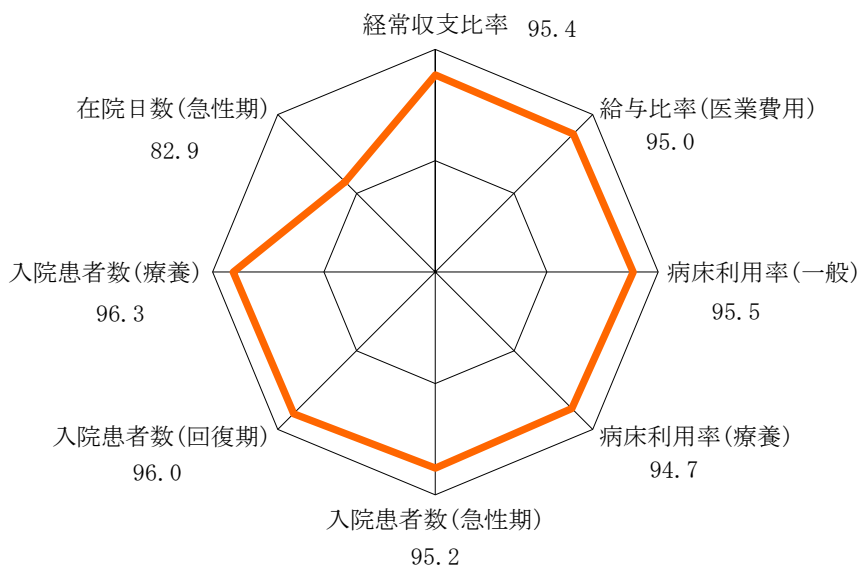 経常収支比率 95.4
給与比率(医業費用)
95.0
病床利用率(一般)
95.5
病床利用率(療養)
94.7
入院患者数(急性期)
95.2
入院患者数(回復期)
96.0
入院患者数(療養)
96.3
在院日数(急性期)
82.9